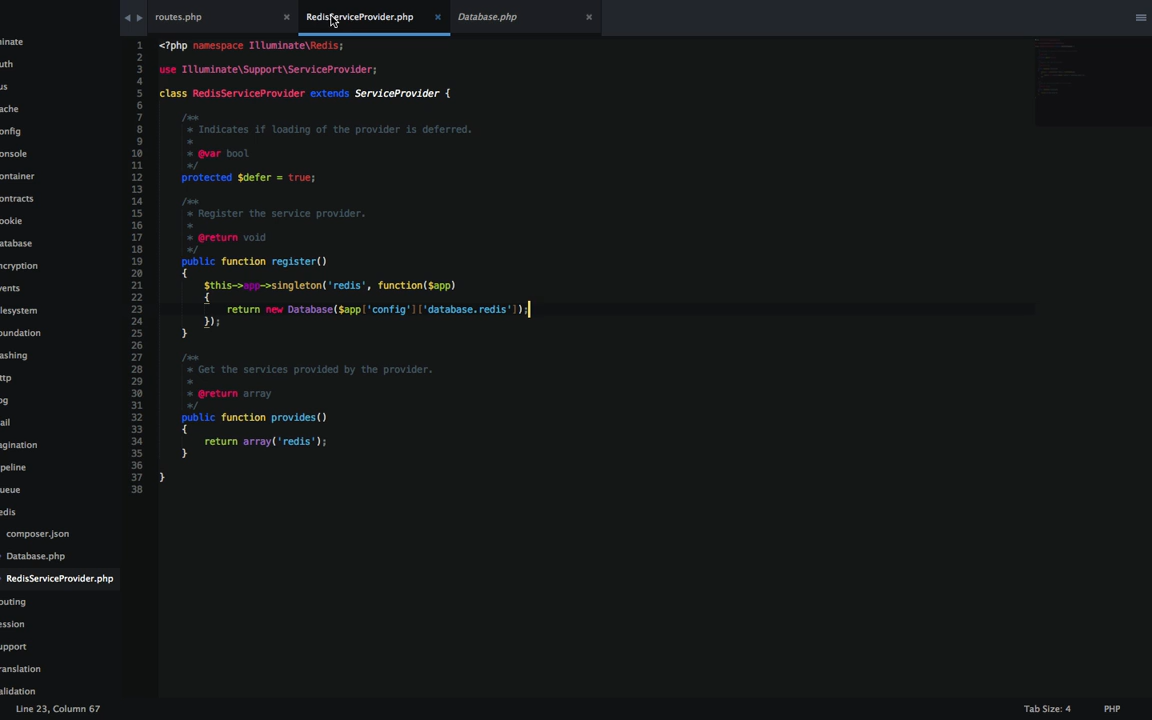 routes.php × RedisServiceProvider.php × Database.php ×
inate
uth
us
ache
onfig
onsole
ontainer
ontracts
ookie
atabase
ncryption
vents
lesystem
oundation
ashing
ttp
og
ail
agination
ipeline
ueue
edis
composer.json
Database.php
RedisServiceProvider.php
outing
ession
upport
ranslation
alidation
1 <?php namespace Illuminate\Redis;
2
3 use Illuminate\Support\ServiceProvider;
4
5 class RedisServiceProvider extends ServiceProvider {
6
7 /**
8 * Indicates if loading of the provider is deferred.
9 *
10 * @var bool
11 */
12 protected $defer = true;
13
14 /**
15 * Register the service provider.
16 *
17 * @return void
18 */
19 public function register()
20 {
21 $this->app->singleton('redis', function($app)
22 {
23 return new Database($app['config']['database.redis']);
24 });
25 }
26
27 /**
28 * Get the services provided by the provider.
29 *
30 * @return array
31 */
32 public function provides()
33 {
34 return array('redis');
35 }
36
37 }
38
Line 23, Column 67 Tab Size: 4 PHP